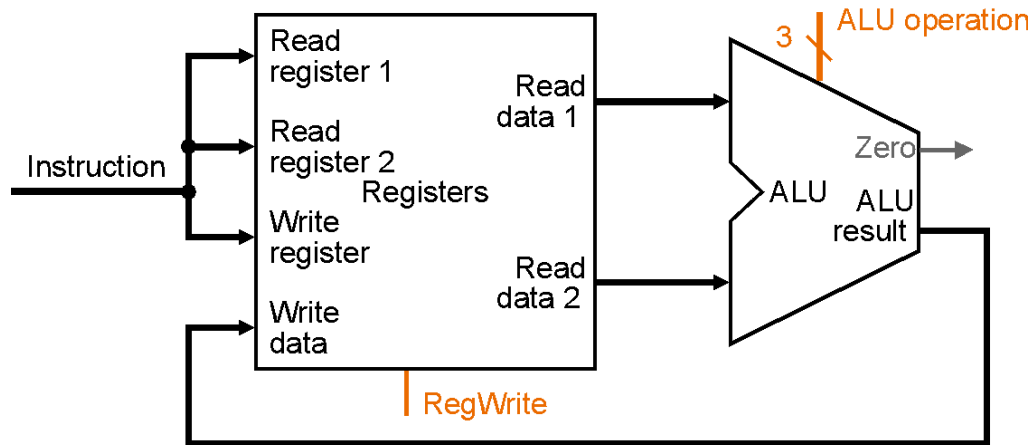 ALU operation
3
Read
register 1
Read
data 1
Read
register 2
Zero
Instruction
Registers
ALU
ALU
result
Write
register
Read
data 2
Write
data
RegWrite